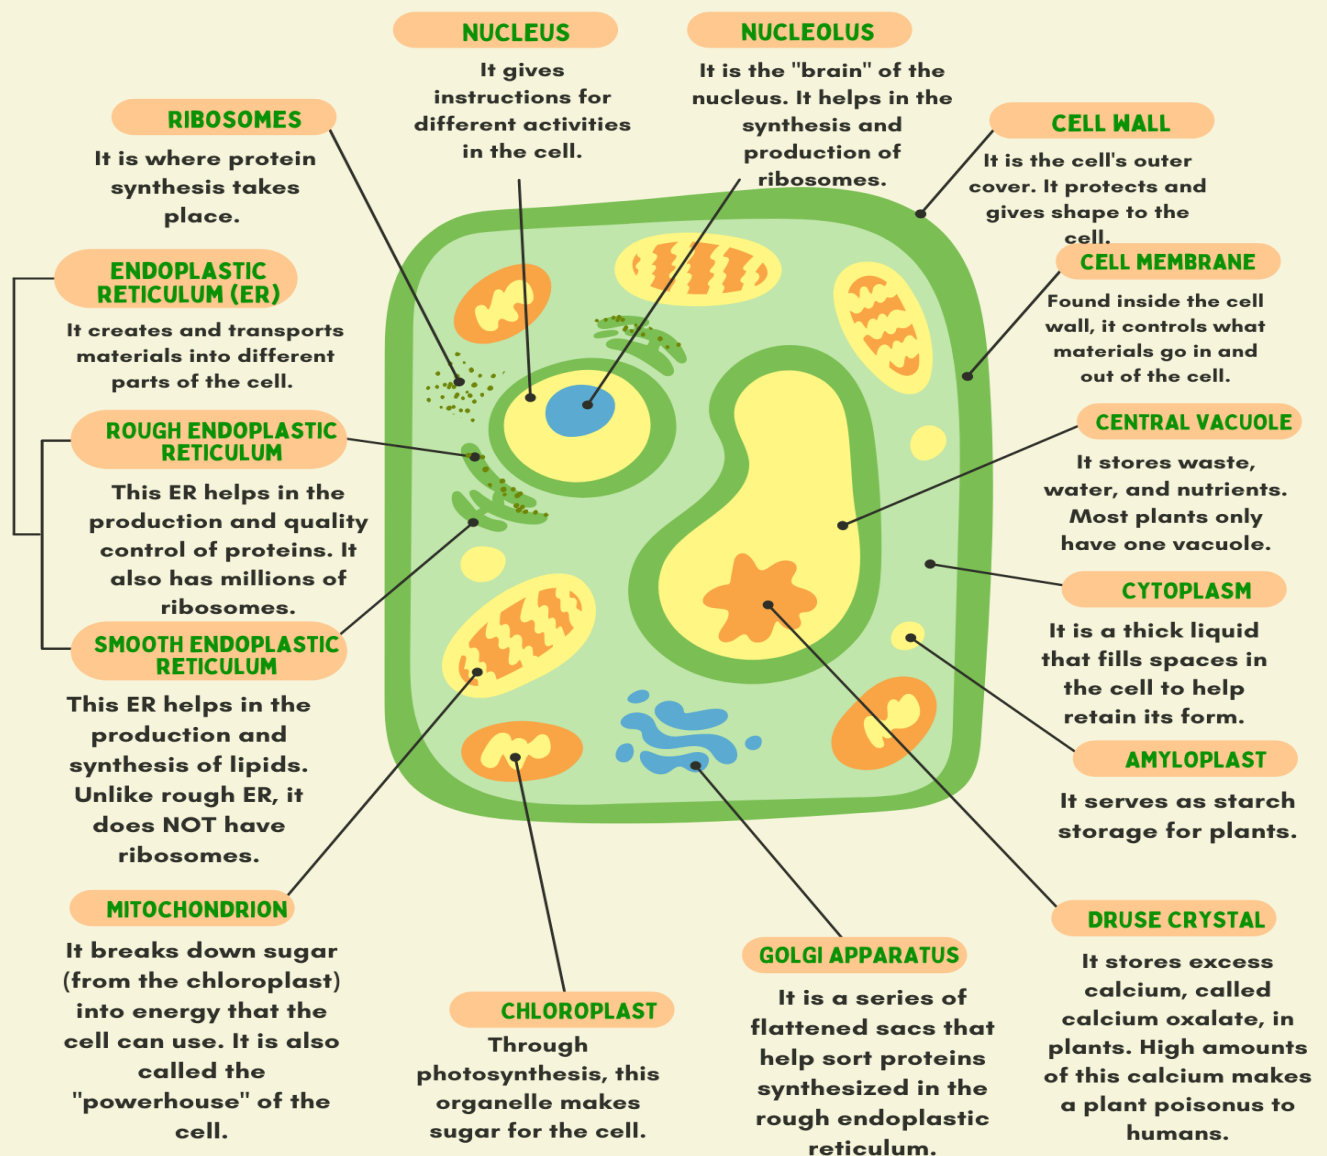 NUCLEUS
It gives
instructions for
different activities
in the cell.
NUCLEOLUS
It is the "brain" of the
nucleus. It helps in the
synthesis and
production of
ribosomes.
RIBOSOMES
It is where protein
synthesis takes
place.
CELL WALL
It is the cell's outer
cover. It protects and
gives shape to the
cell.
ENDOPLASTIC
RETICULUM (ER)
It creates and transports
materials into different
parts of the cell.
CELL MEMBRANE
Found inside the cell
wall, it controls what
materials go in and
out of the cell.
ROUGH ENDOPLASTIC
RETICULUM
This ER helps in the
production and quality
control of proteins. It
also has millions of
ribosomes.
CENTRAL VACUOLE
It stores waste,
water, and nutrients.
Most plants only
have one vacuole.
CYTOPLASM
It is a thick liquid
that fills spaces in
the cell to help
retain its form.
SMOOTH ENDOPLASTIC
RETICULUM
This ER helps in the
production and
synthesis of lipids.
Unlike rough ER, it
does NOT have
ribosomes.
AMYLOPLAST
It serves as starch
storage for plants.
MITOCHONDRION
It breaks down sugar
(from the chloroplast)
into energy that the
cell can use. It is also
called the
"powerhouse" of the
cell.
CHLOROPLAST
Through
photosynthesis, this
organelle makes
sugar for the cell.
GOLGI APPARATUS
It is a series of
flattened sacs that
help sort proteins
synthesized in the
rough endoplastic
reticulum.
DRUSE CRYSTAL
It stores excess
calcium, called
calcium oxalate, in
plants. High amounts
of this calcium makes
a plant poisonus to
humans.